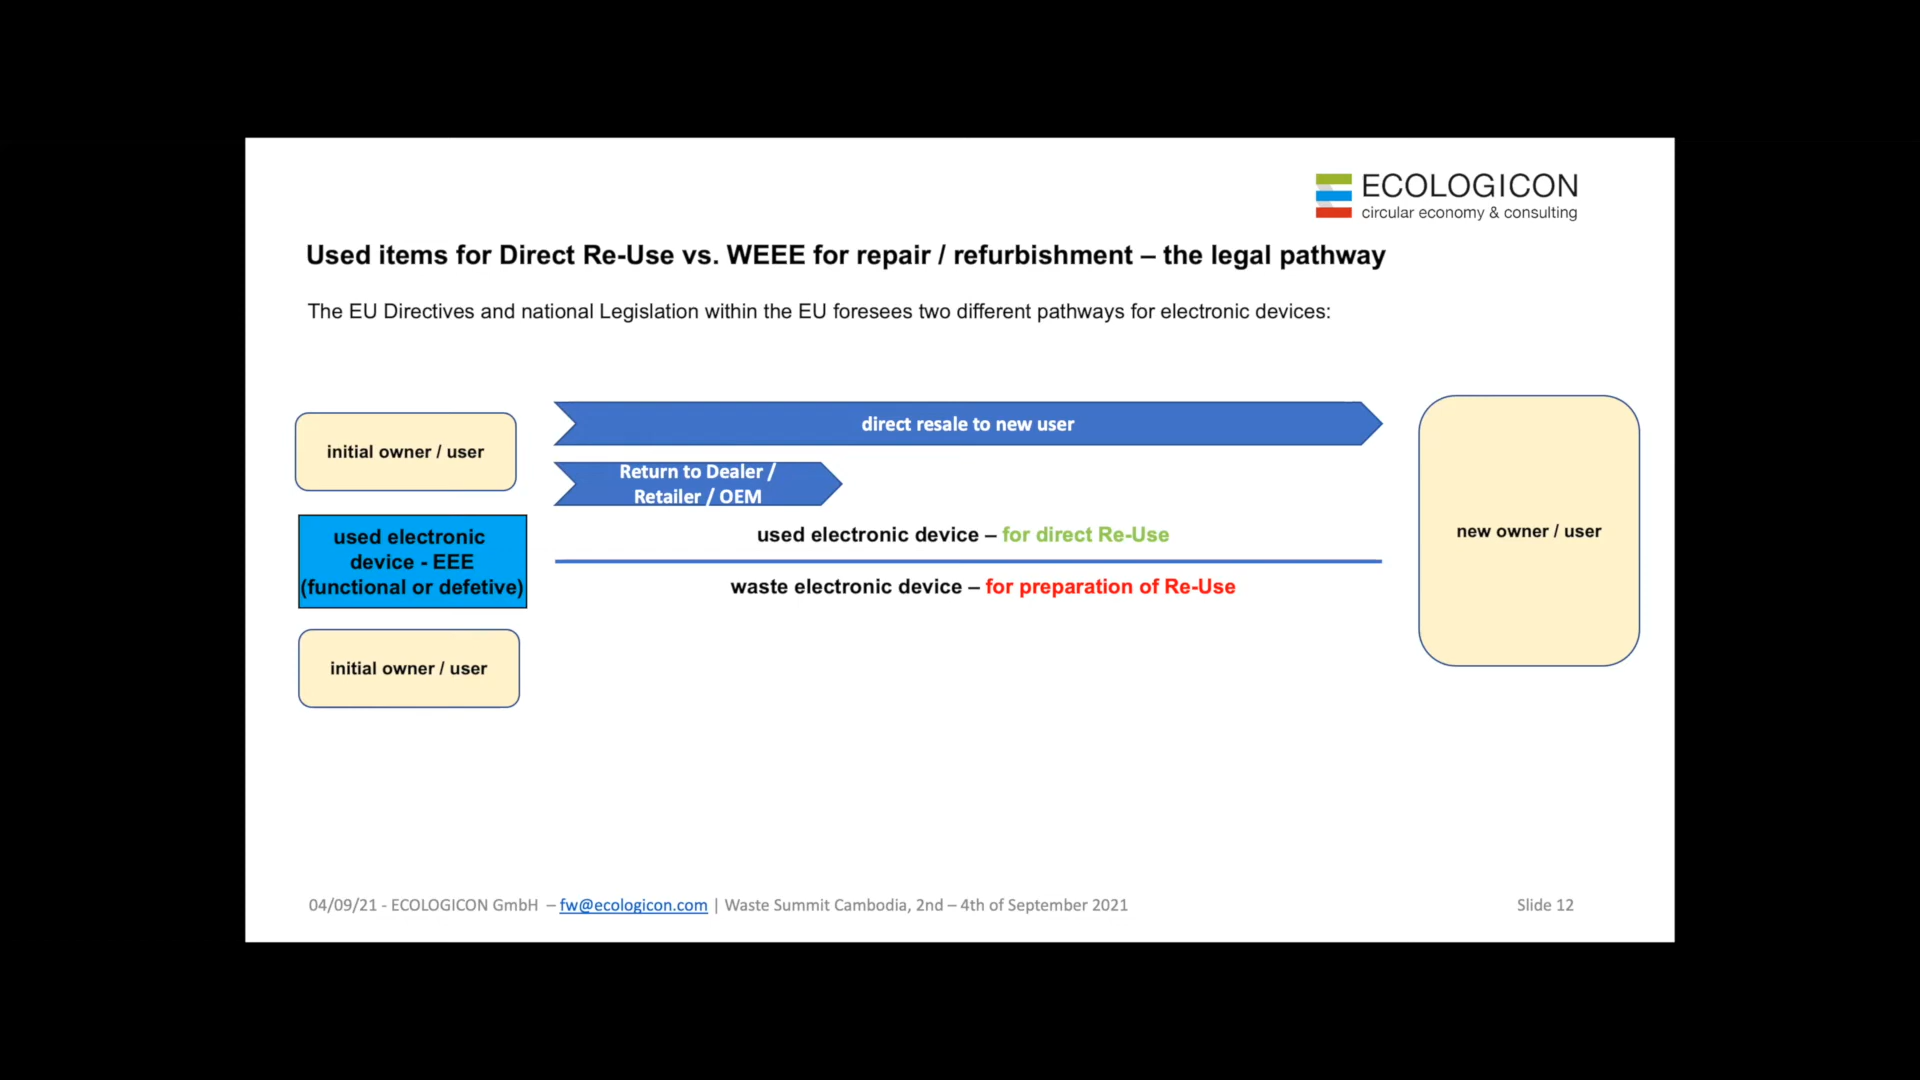 ECOLOGICON
circular economy & consulting
Used items for Direct Re-Use vs. WEEE for repair / refurbishment – the legal pathway
The EU Directives and national Legislation within the EU foresees two different pathways for electronic devices:
initial owner / user
direct resale to new user
Return to Dealer /
Retailer / OEM
used electronic
device - EEE
(functional or defetive)
used electronic device – for direct Re-Use
waste electronic device – for preparation of Re-Use
initial owner / user
new owner / user
04/09/21 - ECOLOGICON GmbH – fw@ecologicon.com | Waste Summit Cambodia, 2nd – 4th of September 2021
Slide 12